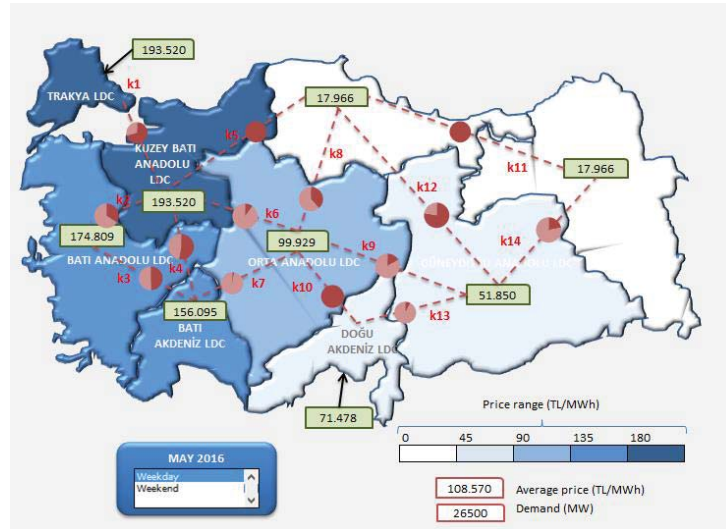 193.520
k1
TRAKYA LDC
17.966
k5
KUZEY BATI
ANADOLU
LDC
k8
k11
17.966
k12
193.520
k6
174.809
99.929
k9
k14
BATI ANADOLU LDC
k4
ORTA ANADOLU LDC
k3
k7
k10
51.850
156.095
k13
BATI
AKDENİZ LDC
DOĞU
AKDENİZ LDC
71.478
Price range (TL/MWh)
0 45 90 135 180
MAY 2016
Weekday
Weekend
108.570 Average price (TL/MWh)
26500 Demand (MW)